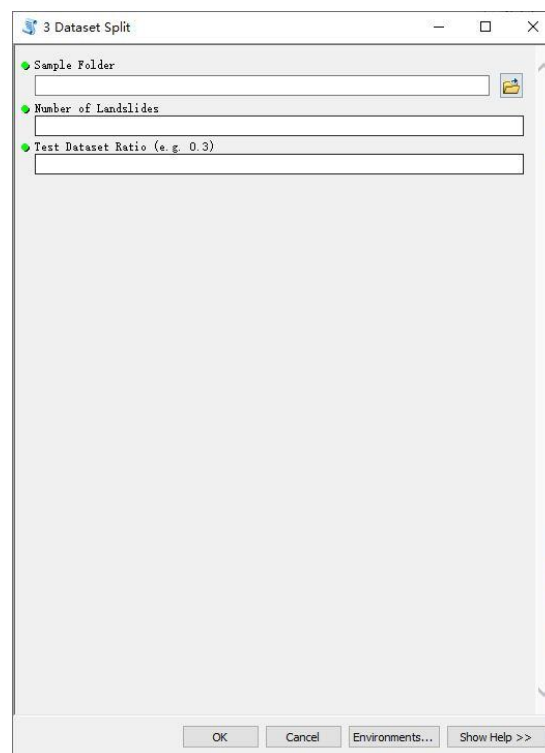 3 Dataset Split
Sample Folder
Number of Landslides
Test Dataset Ratio (e.g. 0.3)
OK
Cancel
Environments...
Show Help >>